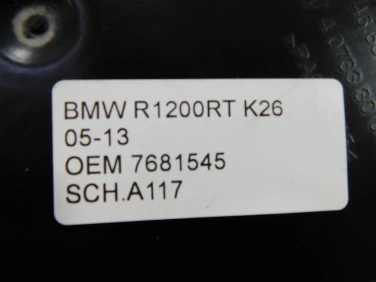 BMW R1200RT K26
05-13
OEM 7681545
SCH.A117